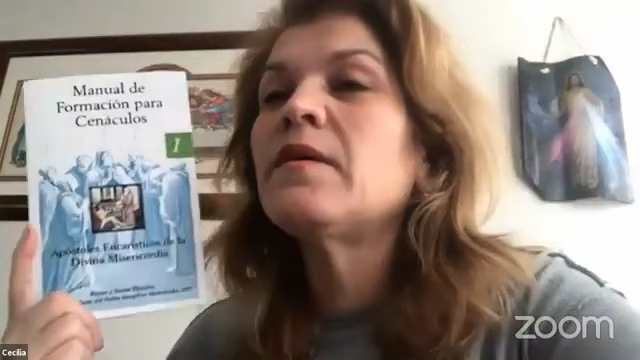 Manual de
Formación para
Cenáculos
1
Apóstoles Eucarísticos de la
Divina Misericordia
Cecilia
zoom